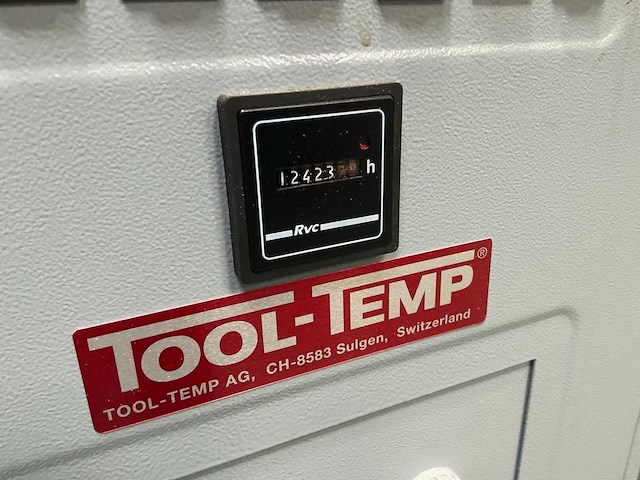 12423
h
Rvc
TOOL-TEMP®
TOOL-TEMP AG, CH-8583 Sulgen, Switzerland